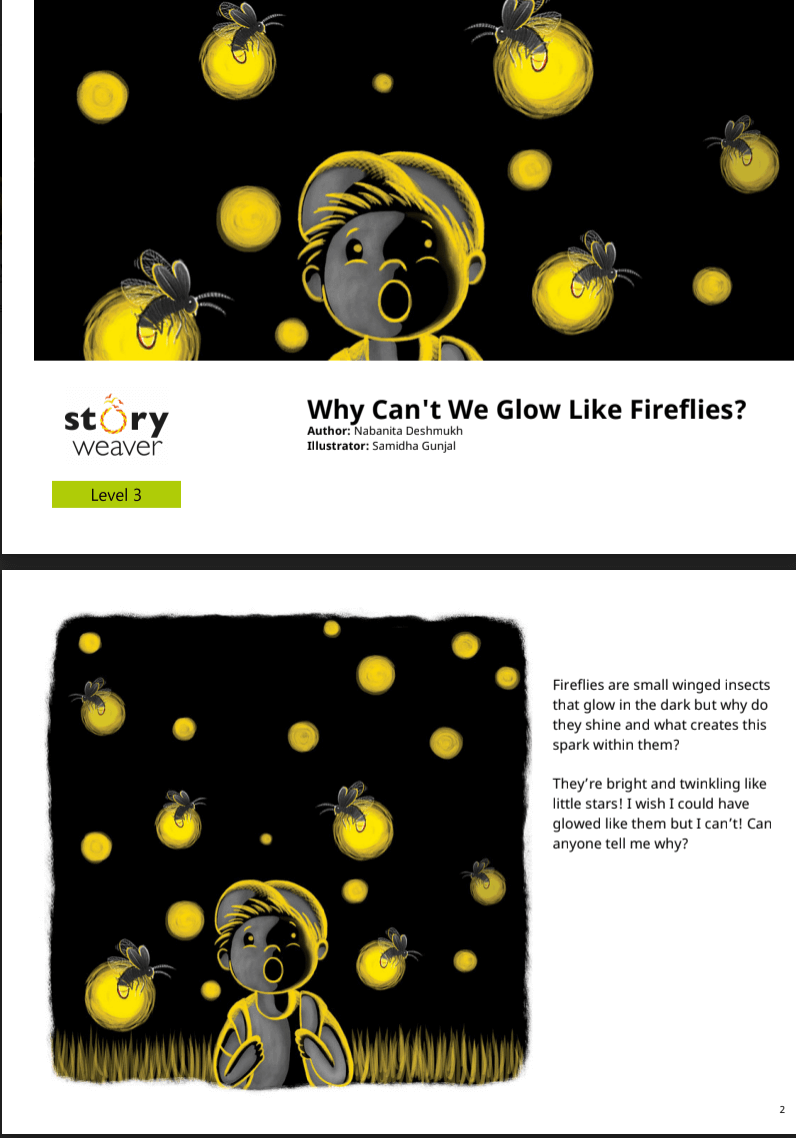 stōry
weaver
Level 3
Why Can't We Glow Like Fireflies?
Author: Nabanita Deshmukh
Illustrator: Samidha Gunjal
Fireflies are small winged insects
that glow in the dark but why do
they shine and what creates this
spark within them?
They’re bright and twinkling like
little stars! I wish I could have
glowed like them but I can’t! Can
anyone tell me why?
2